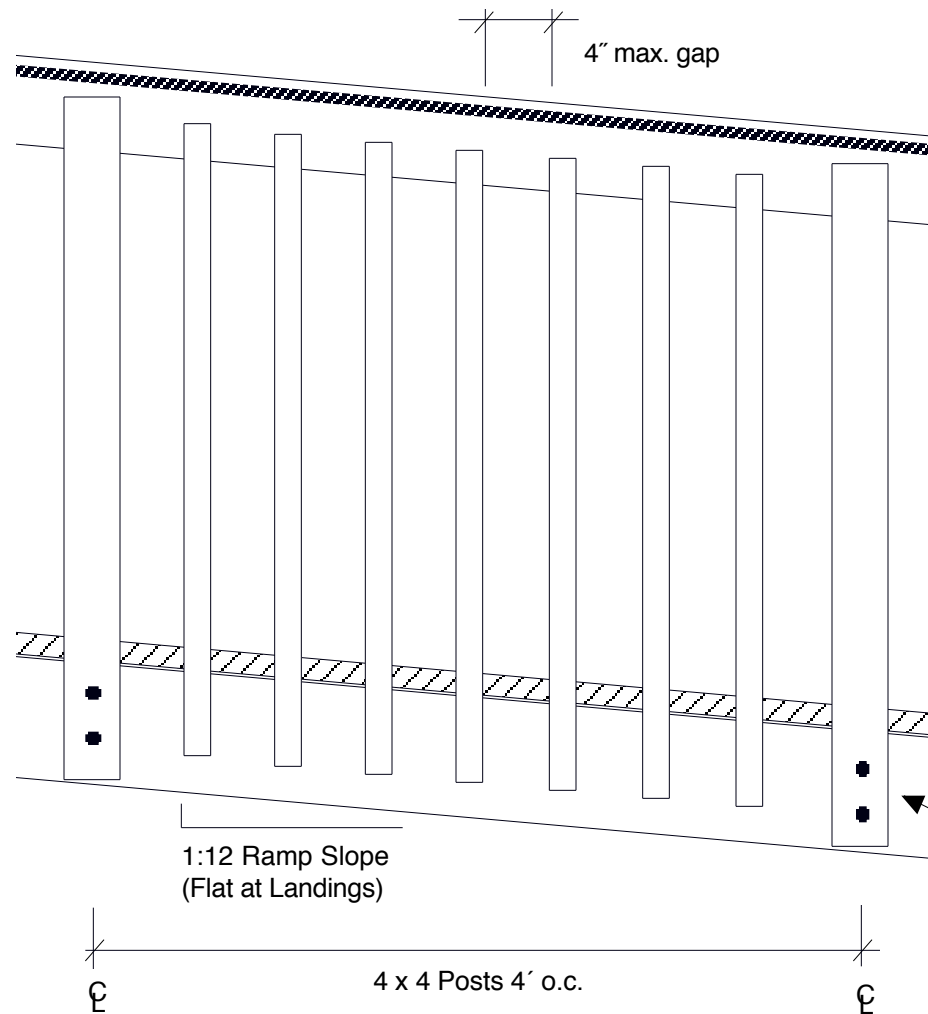 4″ max. gap
1:12 Ramp Slope
(Flat at Landings)
4 x 4 Posts 4′ o.c.
℄ ℄